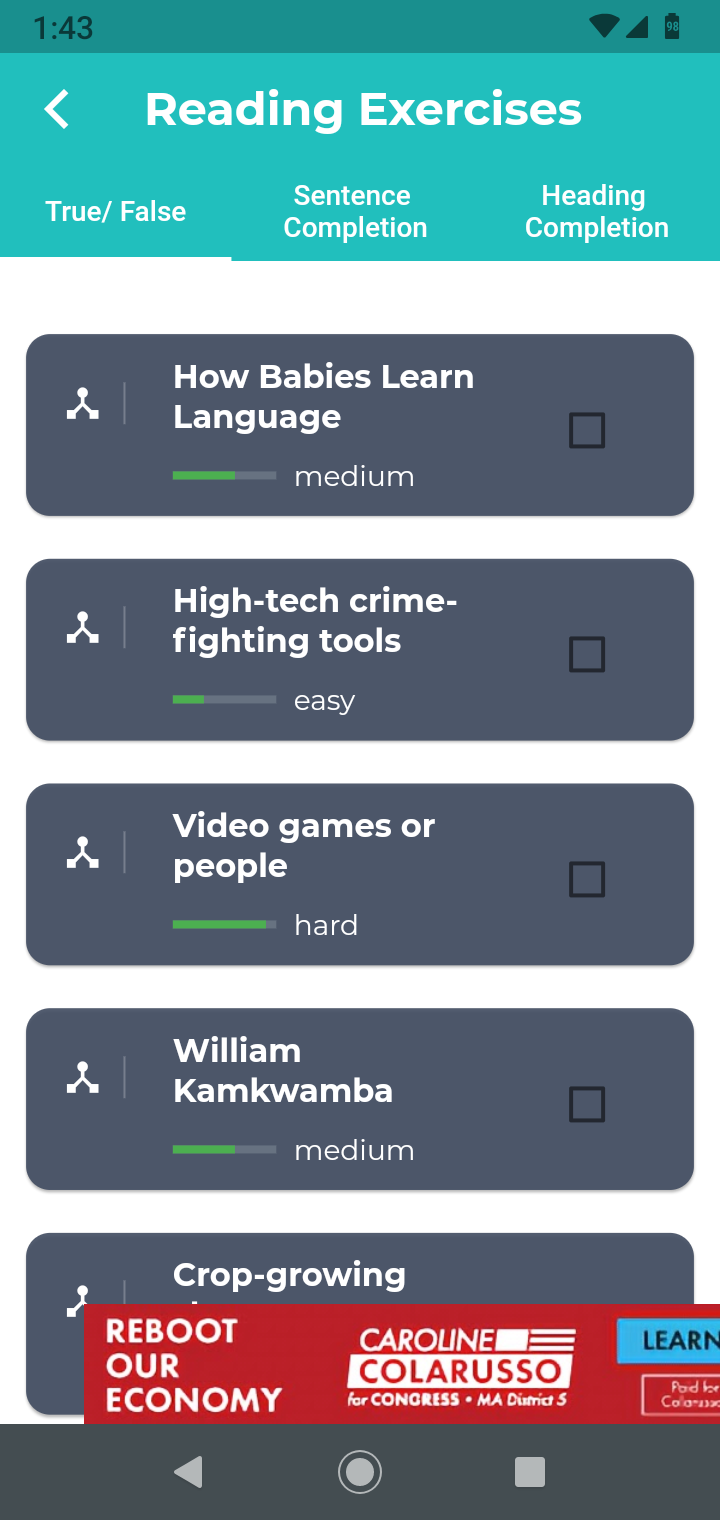 1:43
98
Reading Exercises
True/ False
Sentence
Completion
Heading
Completion
How Babies Learn
Language
medium
High-tech crime-
fighting tools
easy
Video games or
people
hard
William
Kamkwamba
medium
Crop-growing
REBOOT
OUR
ECONOMY
CAROLINE
COLARUSSO
for CONGRESS • MA District 5
LEARN
Paid for